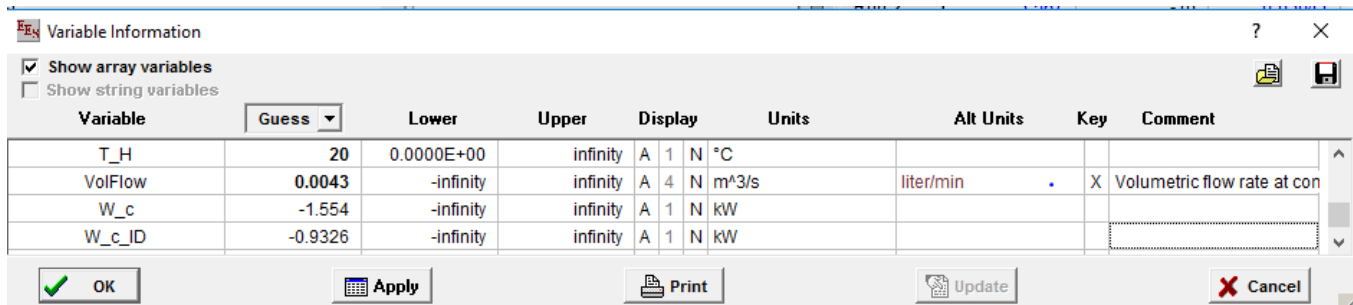 EES Variable Information ? ×
Show array variables
Show string variables
Variable Guess Lower Upper Display Units Alt Units Key Comment
T_H 20 0.0000E+00 infinity A 1 N °C
VolFlow 0.0043 -infinity infinity A 4 N m^3/s liter/min X Volumetric flow rate at con
W_c -1.554 -infinity infinity A 1 N kW
W_c_ID -0.9326 -infinity infinity A 1 N kW
OK Apply Print Update Cancel